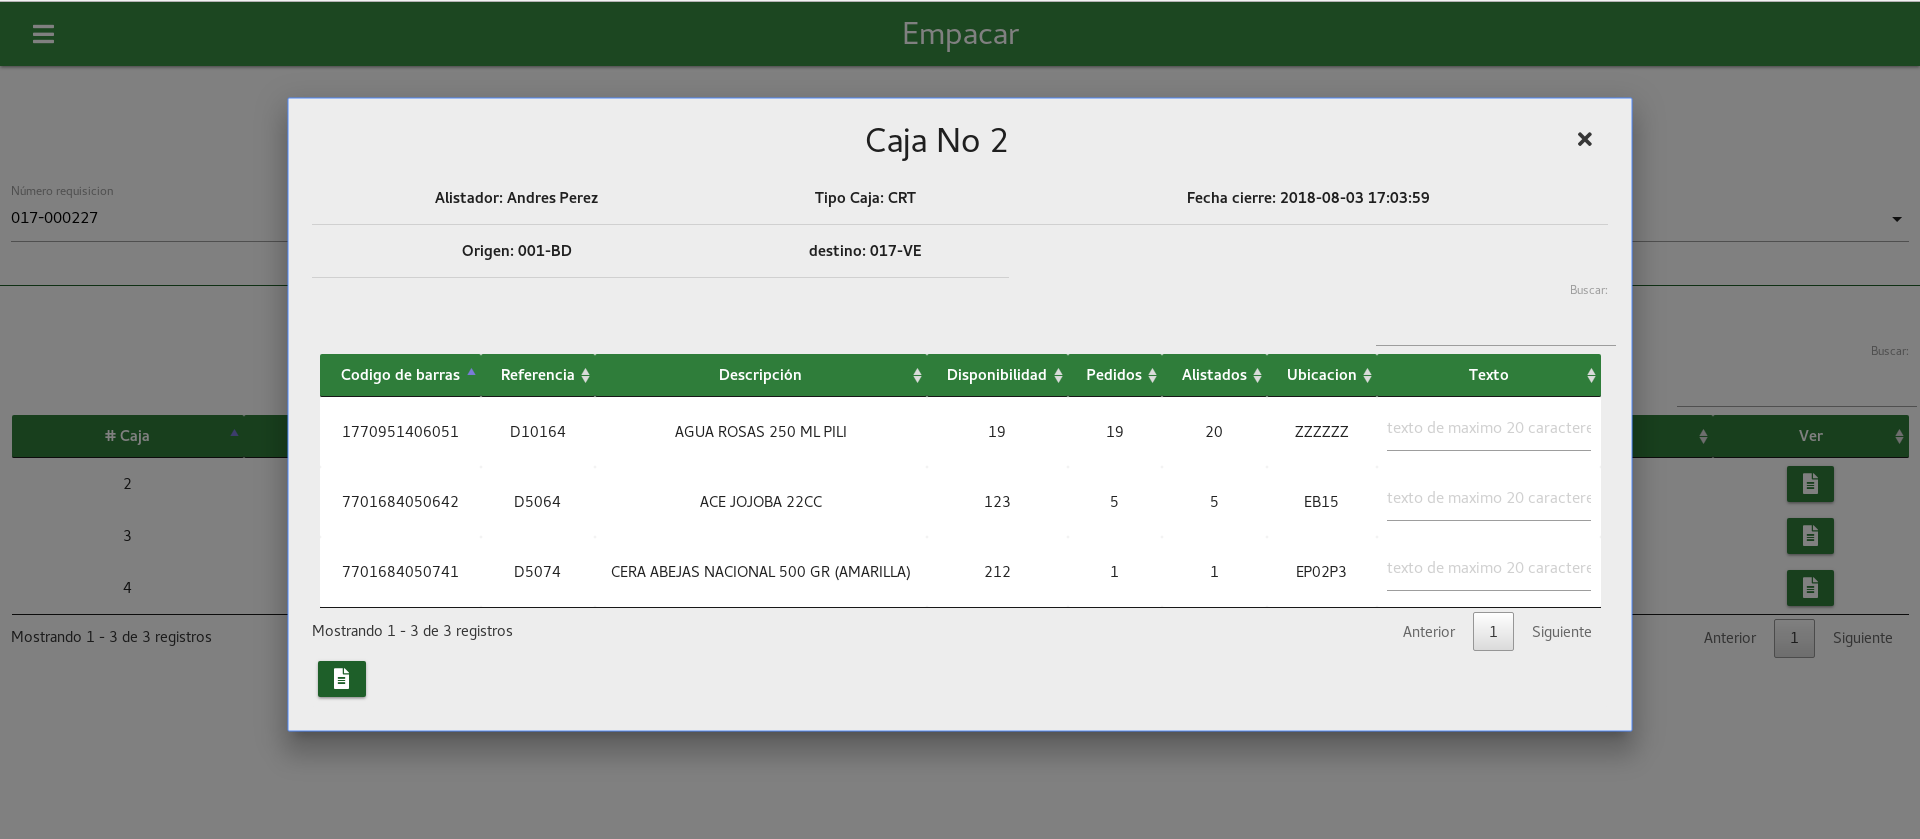 Empacar
Caja No 2
Alistador: Andres Perez Tipo Caja: CRT Fecha cierre: 2018-08-03 17:03:59
Origen: 001-BD destino: 017-VE
Buscar:
Codigo de barras Referencia Descripción Disponibilidad Pedidos Alistados Ubicacion Texto
1770951406051 D10164 AGUA ROSAS 250 ML PILI 19 19 20 ZZZZZZ texto de maximo 20 caractere
7701684050642 D5064 ACE JOJOBA 22CC 123 5 5 EB15 texto de maximo 20 caractere
7701684050741 D5074 CERA ABEJAS NACIONAL 500 GR (AMARILLA) 212 1 1 EP02P3 texto de maximo 20 caractere
Mostrando 1 - 3 de 3 registros Anterior 1 Siguiente
Número requisicion
017-000227
Buscar:
# Caja Ver
2
3
4
Mostrando 1 - 3 de 3 registros Anterior 1 Siguiente